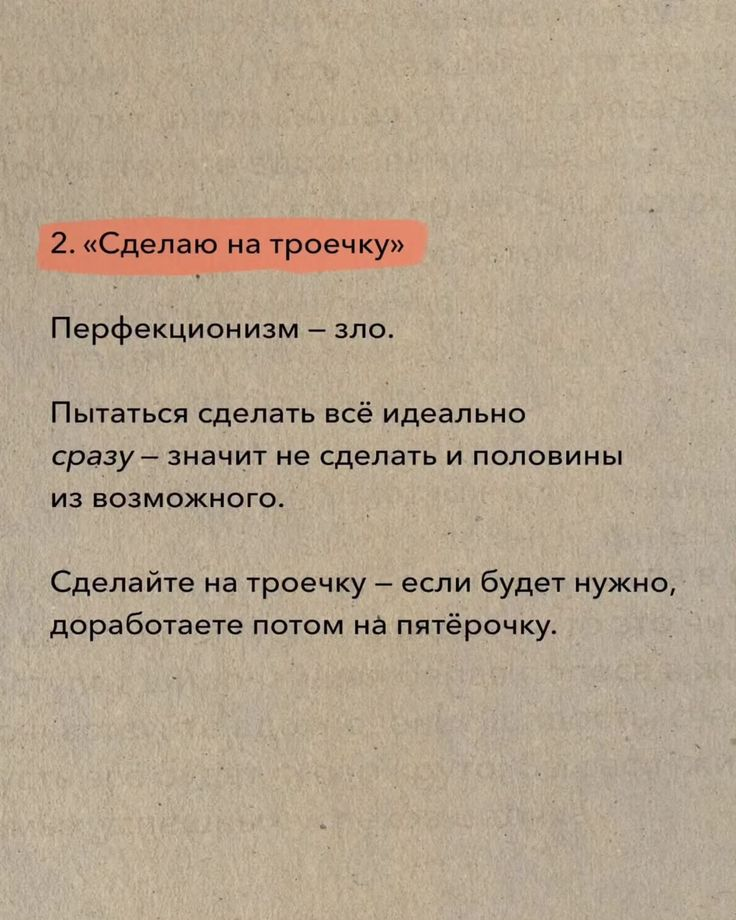 2. «Сделаю на троечку»
Перфекционизм — зло.
Пытаться сделать всё идеально
сразу — значит не сделать и половины
из возможного.
Сделайте на троечку — если будет нужно,
доработаете потом на пятёрочку.